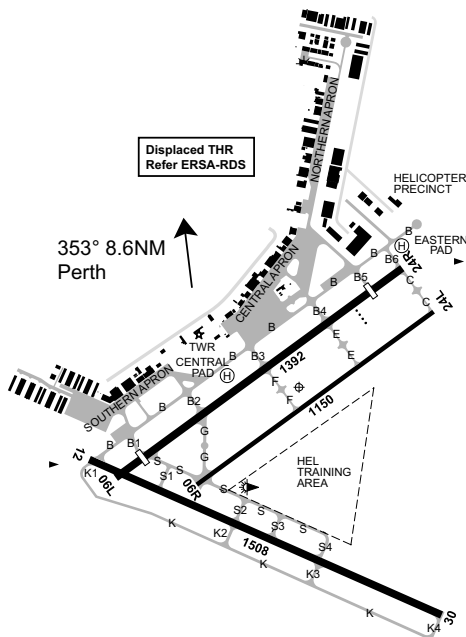 NORTHERN APRON
Displaced THR
Refer ERSA-RDS
HELICOPTER
PRECINCT
353° 8.6NM
Perth
B
H
EASTERN
PAD
B
B6
24R
24L
B5
B
C
C
CENTRAL APRON
B4
B
E
E
TWR
CENTRAL
PAD
H
B
B3
1392
F
F
1150
SOUTHERN APRON
B
B
B2
G
G
B
B1
12
K1
06L
S
S
S1
06R
S
HEL
TRAINING
AREA
S2
S
S3
S
S4
K
K2
1508
K
K3
K
K4
30